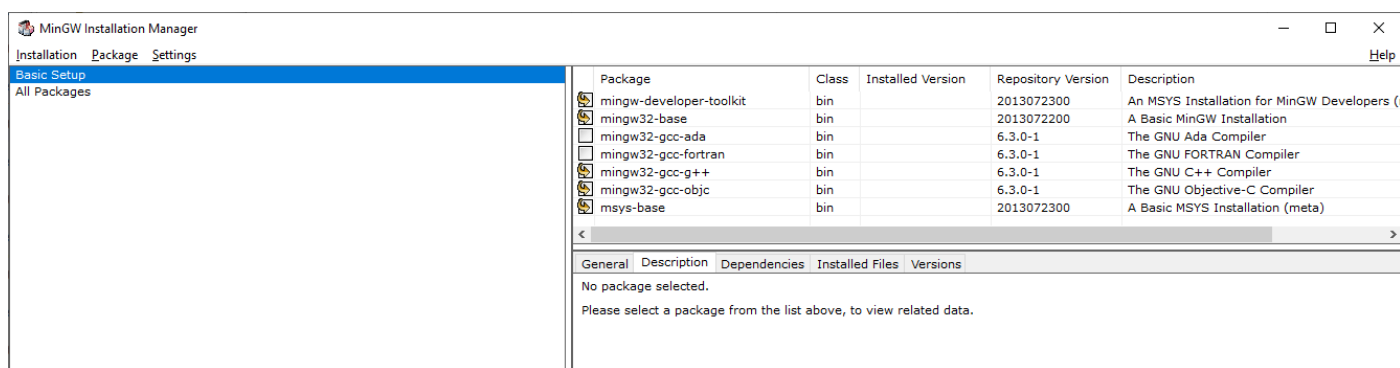 MinGW Installation Manager
Installation Package Settings Help
Basic Setup
All Packages
Package Class Installed Version Repository Version Description
mingw-developer-toolkit bin 2013072300 An MSYS Installation for MinGW Developers (
mingw32-base bin 2013072200 A Basic MinGW Installation
mingw32-gcc-ada bin 6.3.0-1 The GNU Ada Compiler
mingw32-gcc-fortran bin 6.3.0-1 The GNU FORTRAN Compiler
mingw32-gcc-g++ bin 6.3.0-1 The GNU C++ Compiler
mingw32-gcc-objc bin 6.3.0-1 The GNU Objective-C Compiler
msys-base bin 2013072300 A Basic MSYS Installation (meta)
General Description Dependencies Installed Files Versions
No package selected.
Please select a package from the list above, to view related data.